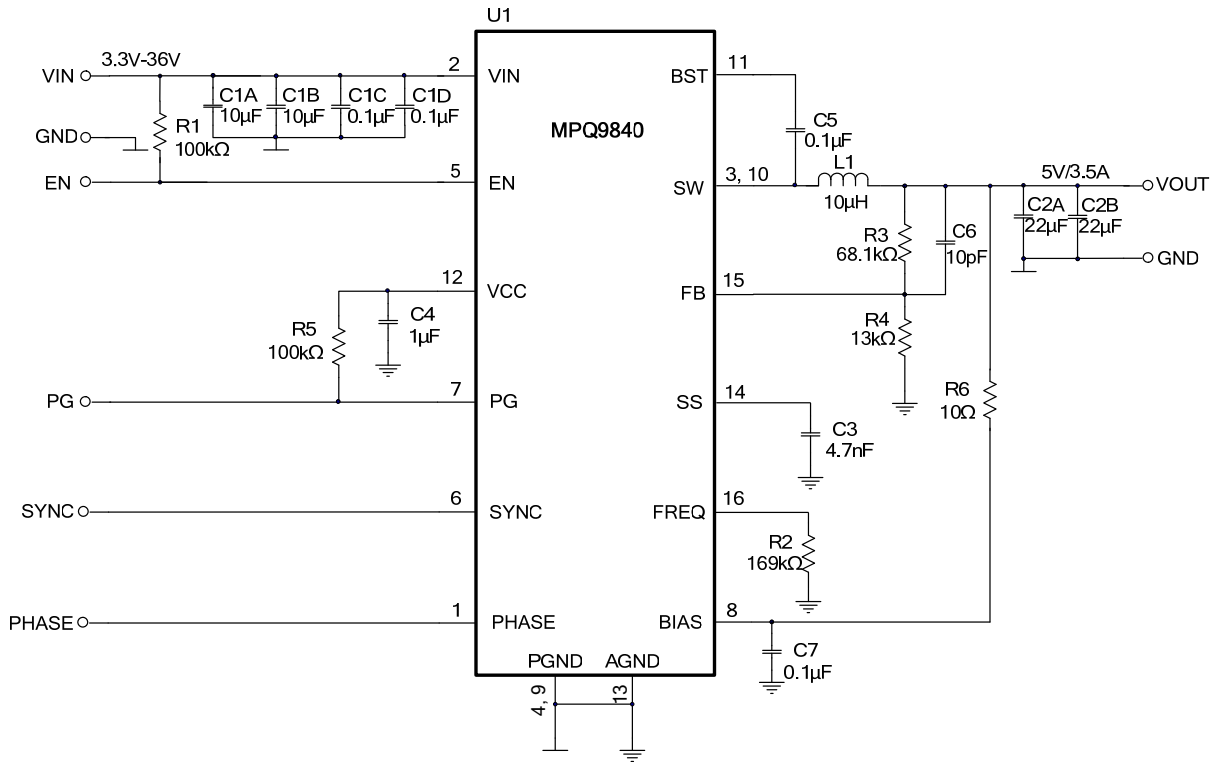 U1
3.3V-36V
VIN
2
VIN
BST
11
C1A
10µF
C1B
10µF
C1C
0.1µF
C1D
0.1µF
MPQ9840
C5
0.1µF
GND
R1
100kΩ
L1
10µH
EN
5
EN
SW
3, 10
5V/3.5A
VOUT
C2A
22µF
C2B
22µF
R3
68.1kΩ
C6
10pF
GND
12
VCC
FB
15
C4
1µF
R5
100kΩ
R4
13kΩ
PG
7
PG
SS
14
R6
10Ω
C3
4.7nF
SYNC
6
SYNC
FREQ
16
R2
169kΩ
PHASE
1
PHASE
BIAS
8
C7
0.1µF
PGND
AGND
4, 9
13